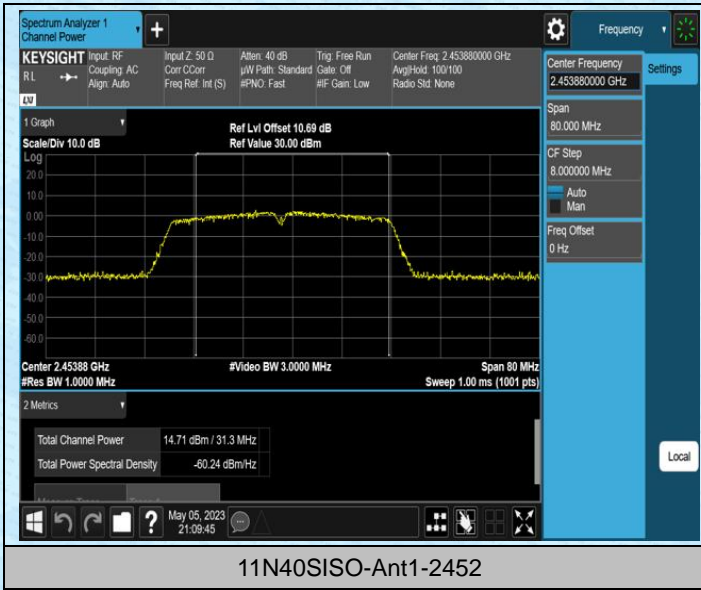 Spectrum Analyzer 1
Channel Power
Frequency
KEYSIGHT
RL
Input: RF
Coupling: AC
Align: Auto
Input Z: 50 Ω
Corr CCorr
Freq Ref: Int (S)
Atten: 40 dB
µW Path: Standard
#PNO: Fast
Trig: Free Run
Gate: Off
#IF Gain: Low
Center Freq: 2.453880000 GHz
Avg|Hold: 100/100
Radio Std: None
LXI
1 Graph
Scale/Div 10.0 dB
Ref Lvl Offset 10.69 dB
Ref Value 30.00 dBm
Log
20.0
10.0
0.00
-10.0
-20.0
-30.0
-40.0
-50.0
-60.0
Center 2.45388 GHz
#Res BW 1.0000 MHz
#Video BW 3.0000 MHz
Span 80 MHz
Sweep 1.00 ms (1001 pts)
2 Metrics
Total Channel Power 14.71 dBm / 31.3 MHz
Total Power Spectral Density -60.24 dBm/Hz
Center Frequency
2.453880000 GHz
Settings
Span
80.000 MHz
CF Step
8.000000 MHz
Auto
Man
Freq Offset
0 Hz
Local
?
May 05, 2023
21:09:45
11N40SISO-Ant1-2452